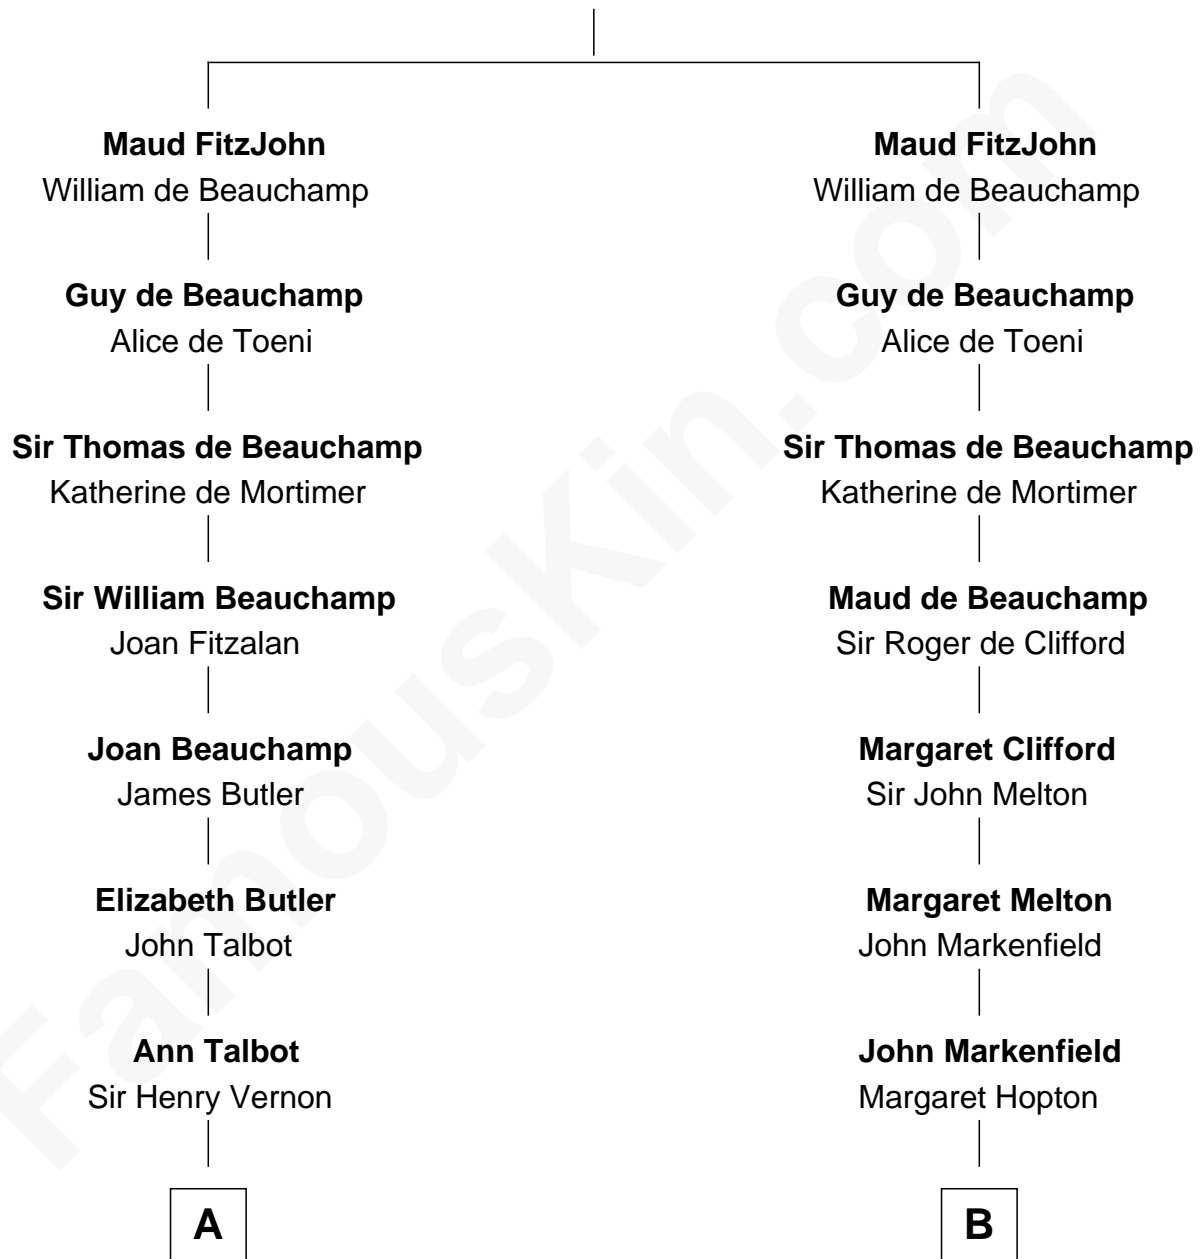 Maud FitzJohn Maud FitzJohn
William de Beauchamp William de Beauchamp
Guy de Beauchamp Guy de Beauchamp
Alice de Toeni Alice de Toeni
Sir Thomas de Beauchamp Sir Thomas de Beauchamp
Katherine de Mortimer Katherine de Mortimer
Sir William Beauchamp Maud de Beauchamp
Joan Fitzalan Sir Roger de Clifford
Joan Beauchamp Margaret Clifford
James Butler Sir John Melton
Elizabeth Butler Margaret Melton
John Talbot John Markenfield
Ann Talbot John Markenfield
Sir Henry Vernon Margaret Hopton
A B
FamousKin.com